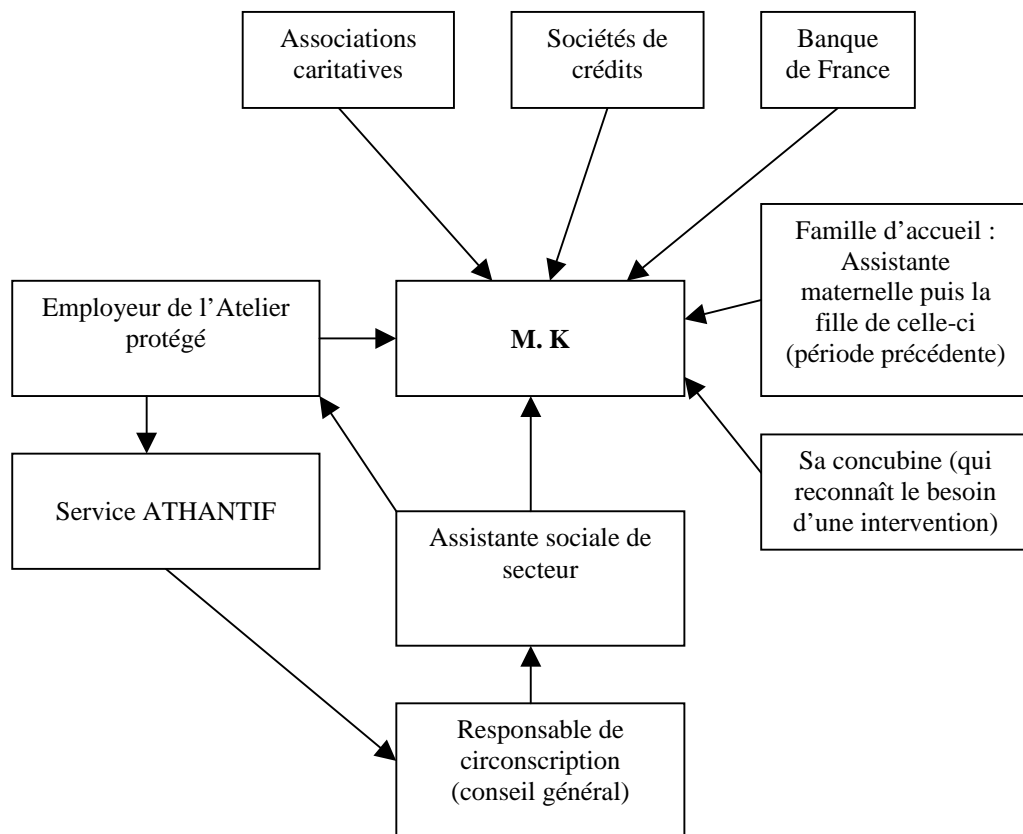 Associations
caritatives
Sociétés de
crédits
Banque
de France
Famille d’accueil :
Assistante
maternelle puis la
fille de celle-ci
(période précédente)
Employeur de l’Atelier
protégé
M. K
Sa concubine (qui
reconnaît le besoin
d’une intervention)
Service ATHANTIF
Assistante sociale de
secteur
Responsable de
circonscription
(conseil général)